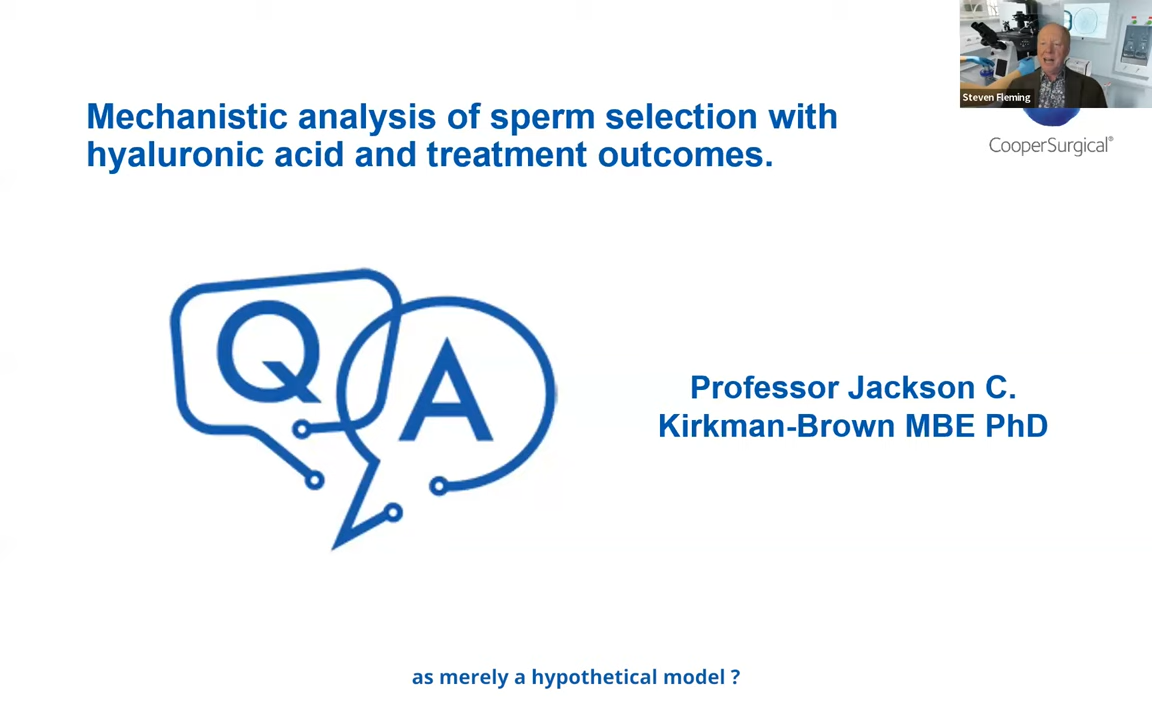 Mechanistic analysis of sperm selection with
hyaluronic acid and treatment outcomes.
Steven Fleming
CooperSurgical®
Q A
Professor Jackson C.
Kirkman-Brown MBE PhD
as merely a hypothetical model ?